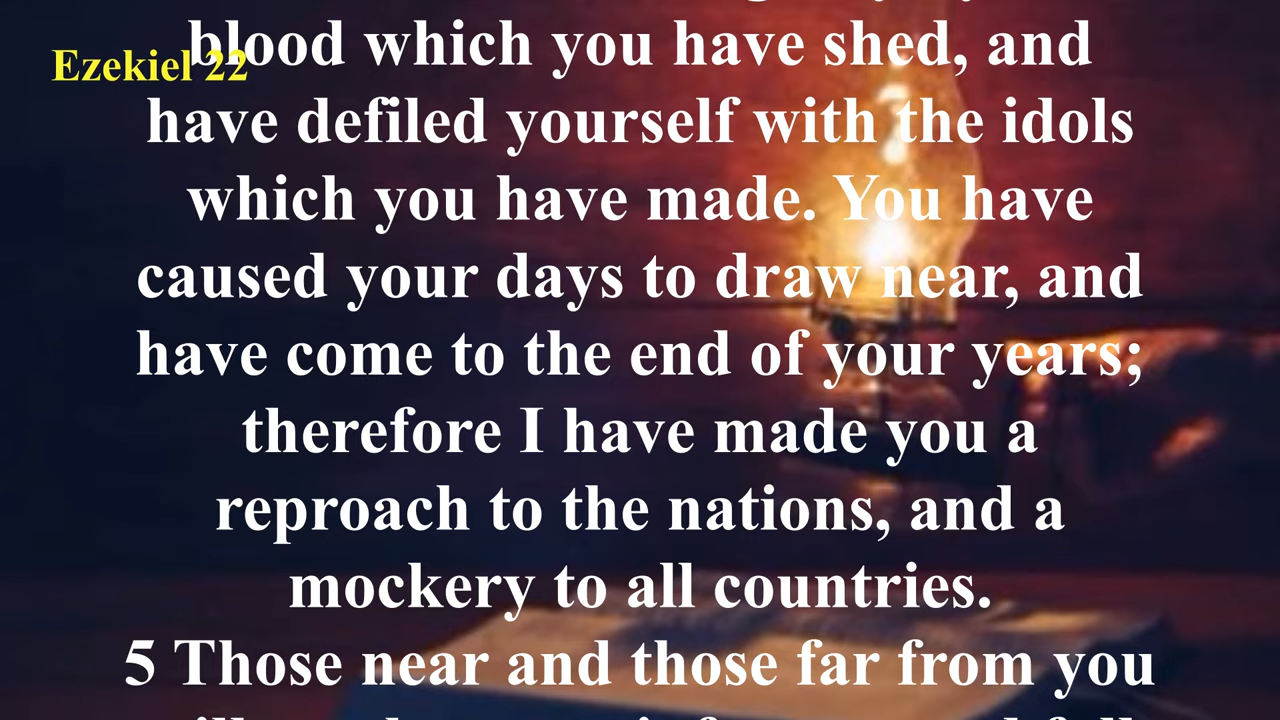 Ezekiel 22
blood which you have shed, and
have defiled yourself with the idols
which you have made. You have
caused your days to draw near, and
have come to the end of your years;
therefore I have made you a
reproach to the nations, and a
mockery to all countries.
5 Those near and those far from you